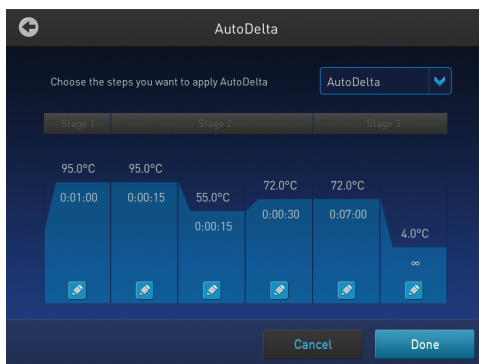 AutoDelta
Choose the steps you want to apply AutoDelta
AutoDelta
Stage 1 Stage 2 Stage 3
95.0°C 95.0°C 55.0°C 72.0°C 72.0°C 4.0°C
0:01:00 0:00:15 0:00:15 0:00:30 0:07:00 ∞
Cancel Done